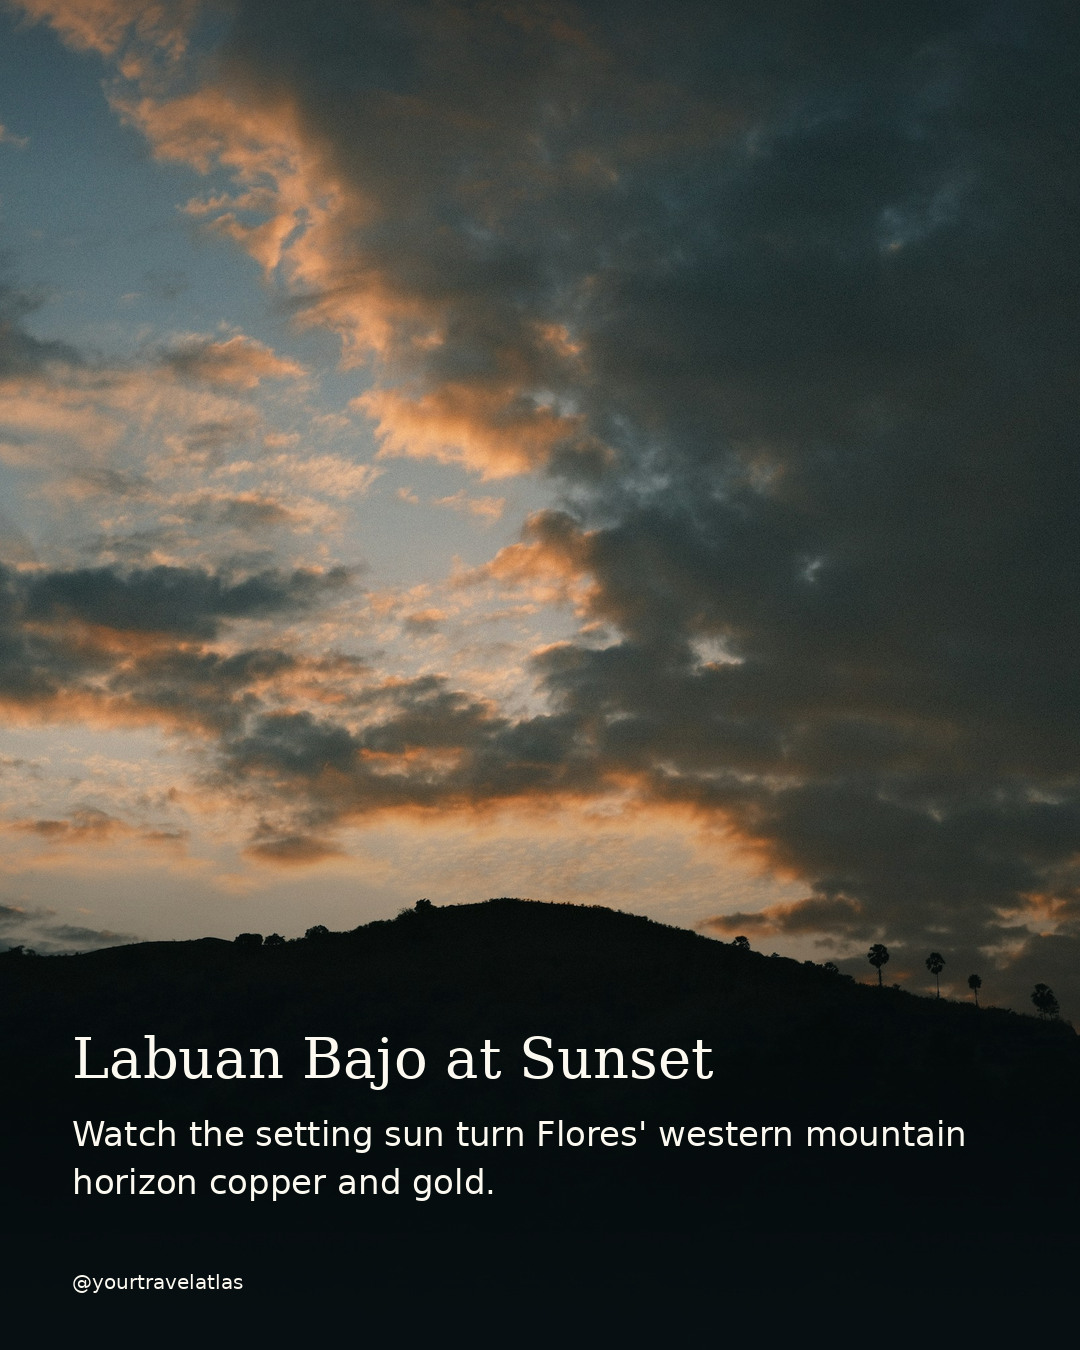 Labuan Bajo at Sunset
Watch the setting sun turn Flores' western mountain
horizon copper and gold.
@yourtravelatlas